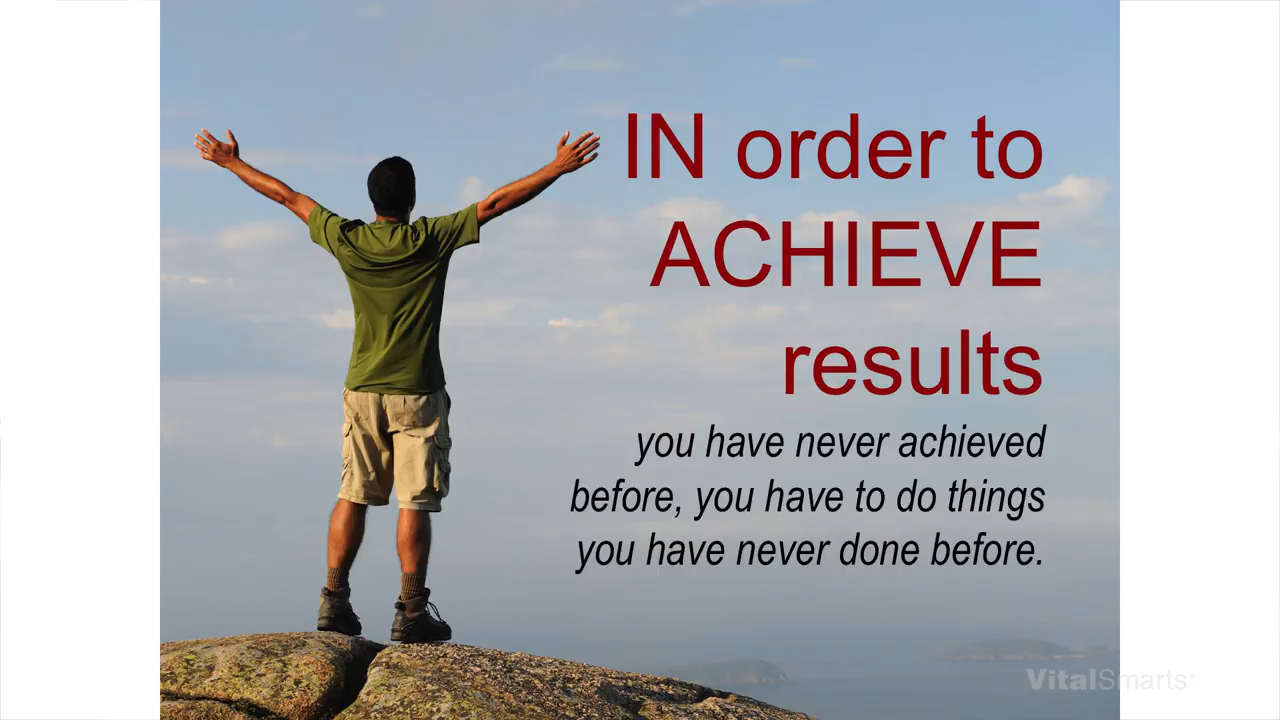 IN order to
ACHIEVE
results
you have never achieved
before, you have to do things
you have never done before.
VitalSmarts®